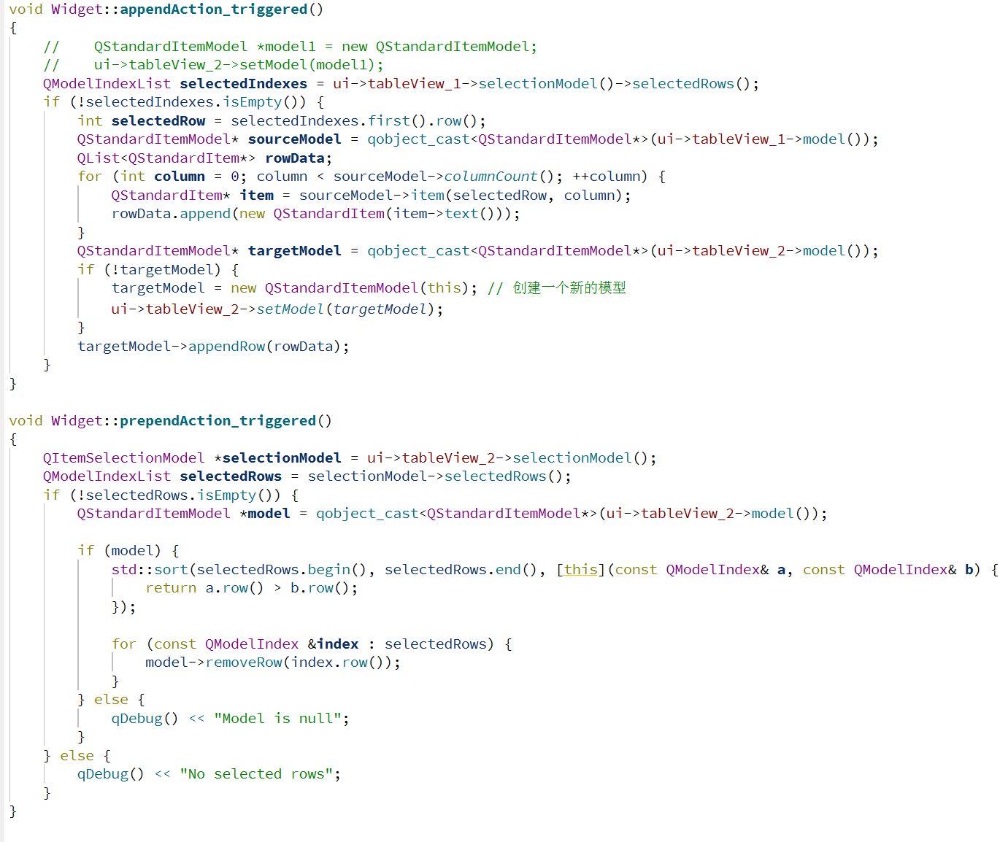 void Widget::appendAction_triggered()
{
    //    QStandardItemModel *model1 = new QStandardItemModel;
    //    ui->tableView_2->setModel(model1);
    QModelIndexList selectedIndexes = ui->tableView_1->selectionModel()->selectedRows();
    if (!selectedIndexes.isEmpty()) {
        int selectedRow = selectedIndexes.first().row();
        QStandardItemModel* sourceModel = qobject_cast<QStandardItemModel*>(ui->tableView_1->model());
        QList<QStandardItem*> rowData;
        for (int column = 0; column < sourceModel->columnCount(); ++column) {
            QStandardItem* item = sourceModel->item(selectedRow, column);
            rowData.append(new QStandardItem(item->text()));
        }
        QStandardItemModel* targetModel = qobject_cast<QStandardItemModel*>(ui->tableView_2->model());
        if (!targetModel) {
            targetModel = new QStandardItemModel(this); // 创建一个新的模型
            ui->tableView_2->setModel(targetModel);
        }
        targetModel->appendRow(rowData);
    }
}

void Widget::prependAction_triggered()
{
    QItemSelectionModel *selectionModel = ui->tableView_2->selectionModel();
    QModelIndexList selectedRows = selectionModel->selectedRows();
    if (!selectedRows.isEmpty()) {
        QStandardItemModel *model = qobject_cast<QStandardItemModel*>(ui->tableView_2->model());

        if (model) {
            std::sort(selectedRows.begin(), selectedRows.end(), [this](const QModelIndex& a, const QModelIndex& b) {
                return a.row() > b.row();
            });

            for (const QModelIndex &index : selectedRows) {
                model->removeRow(index.row());
            }
        } else {
            qDebug() << "Model is null";
        }
    } else {
        qDebug() << "No selected rows";
    }
}